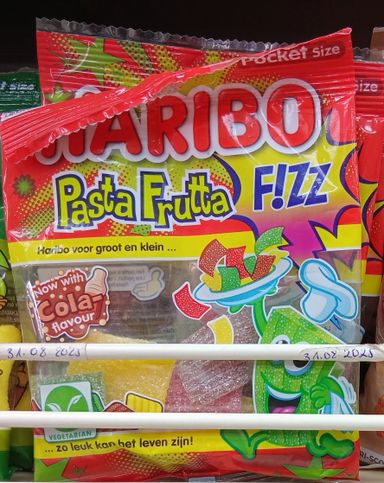 Pocket Size
HARIBO
Pasta Frutta
F!ZZ
Haribo voor groot en klein ...
Now with
Cola-
flavour
31.08.2025
31.08.2025
VEGETARIAN
... zo leuk kan het leven zijn!